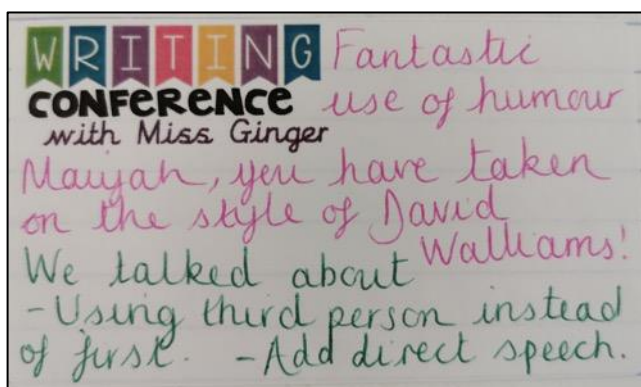 WRITING
CONFERENCE
with Miss Ginger
Fantastic
use of humour
Maiyah, you have taken
on the style of David
Walliams!
We talked about
-Using third person instead
of first. -Add direct speech.